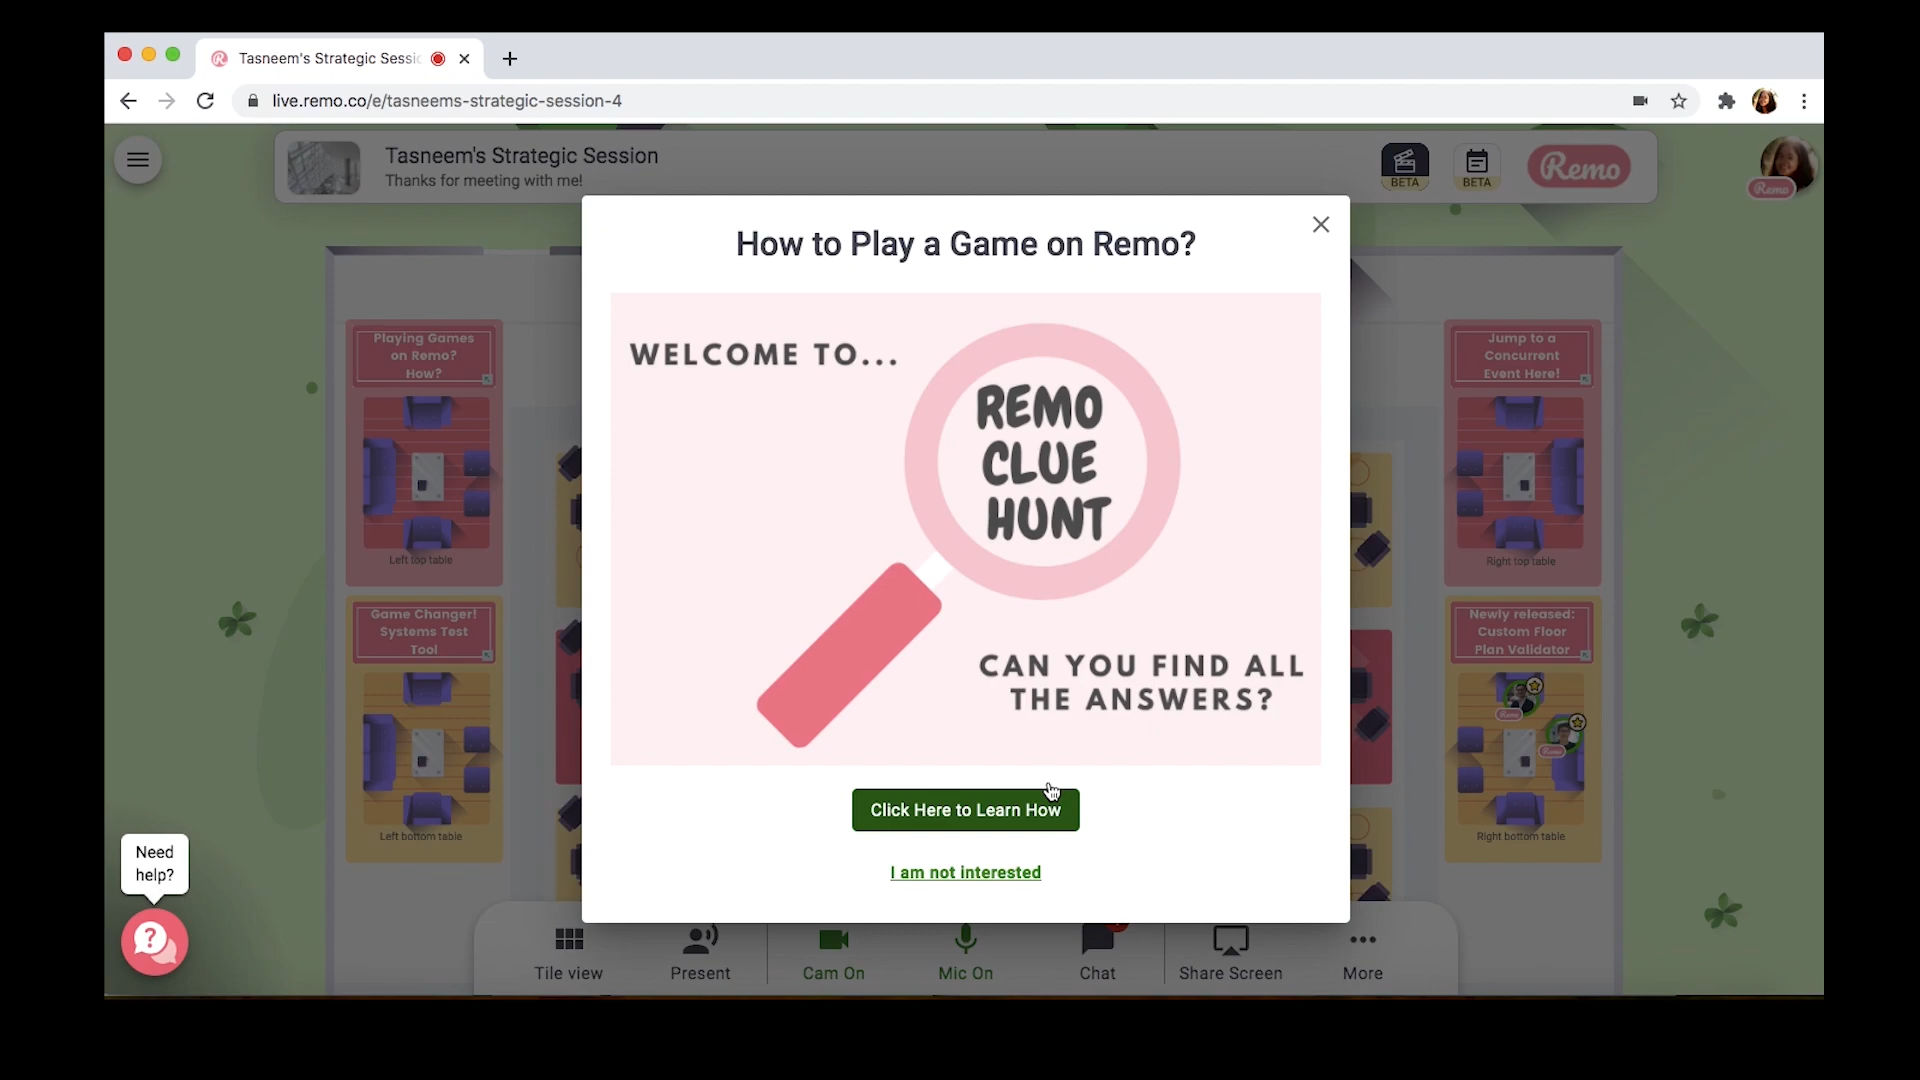 Tasneem's Strategic Sessio
live.remo.co/e/tasneems-strategic-session-4
Tasneem's Strategic Session
Thanks for meeting with me!
BETA
BETA
Remo
Remo
How to Play a Game on Remo?
WELCOME TO...
REMO
CLUE
HUNT
CAN YOU FIND ALL
THE ANSWERS?
Click Here to Learn How
I am not interested
Playing Games
on Remo?
How?
Left top table
Game Changer!
Systems Test
Tool
Left bottom table
Jump to a
Concurrent
Event Here!
Right top table
Newly released:
Custom Floor
Plan Validator
Remo
Remo
Right bottom table
Need
help?
Tile view
Present
Cam On
Mic On
Chat
Share Screen
More